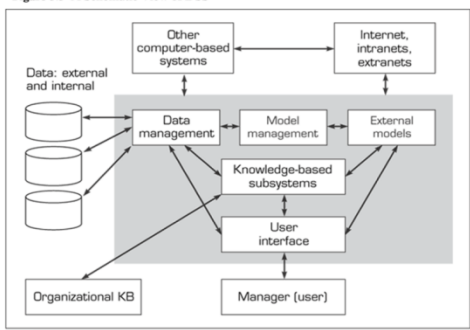 Other
computer-based
systems
Internet,
intranets,
extranets
Data: external
and internal
Data
management
Model
management
External
models
Knowledge-based
subsystems
User
interface
Organizational KB
Manager (user)